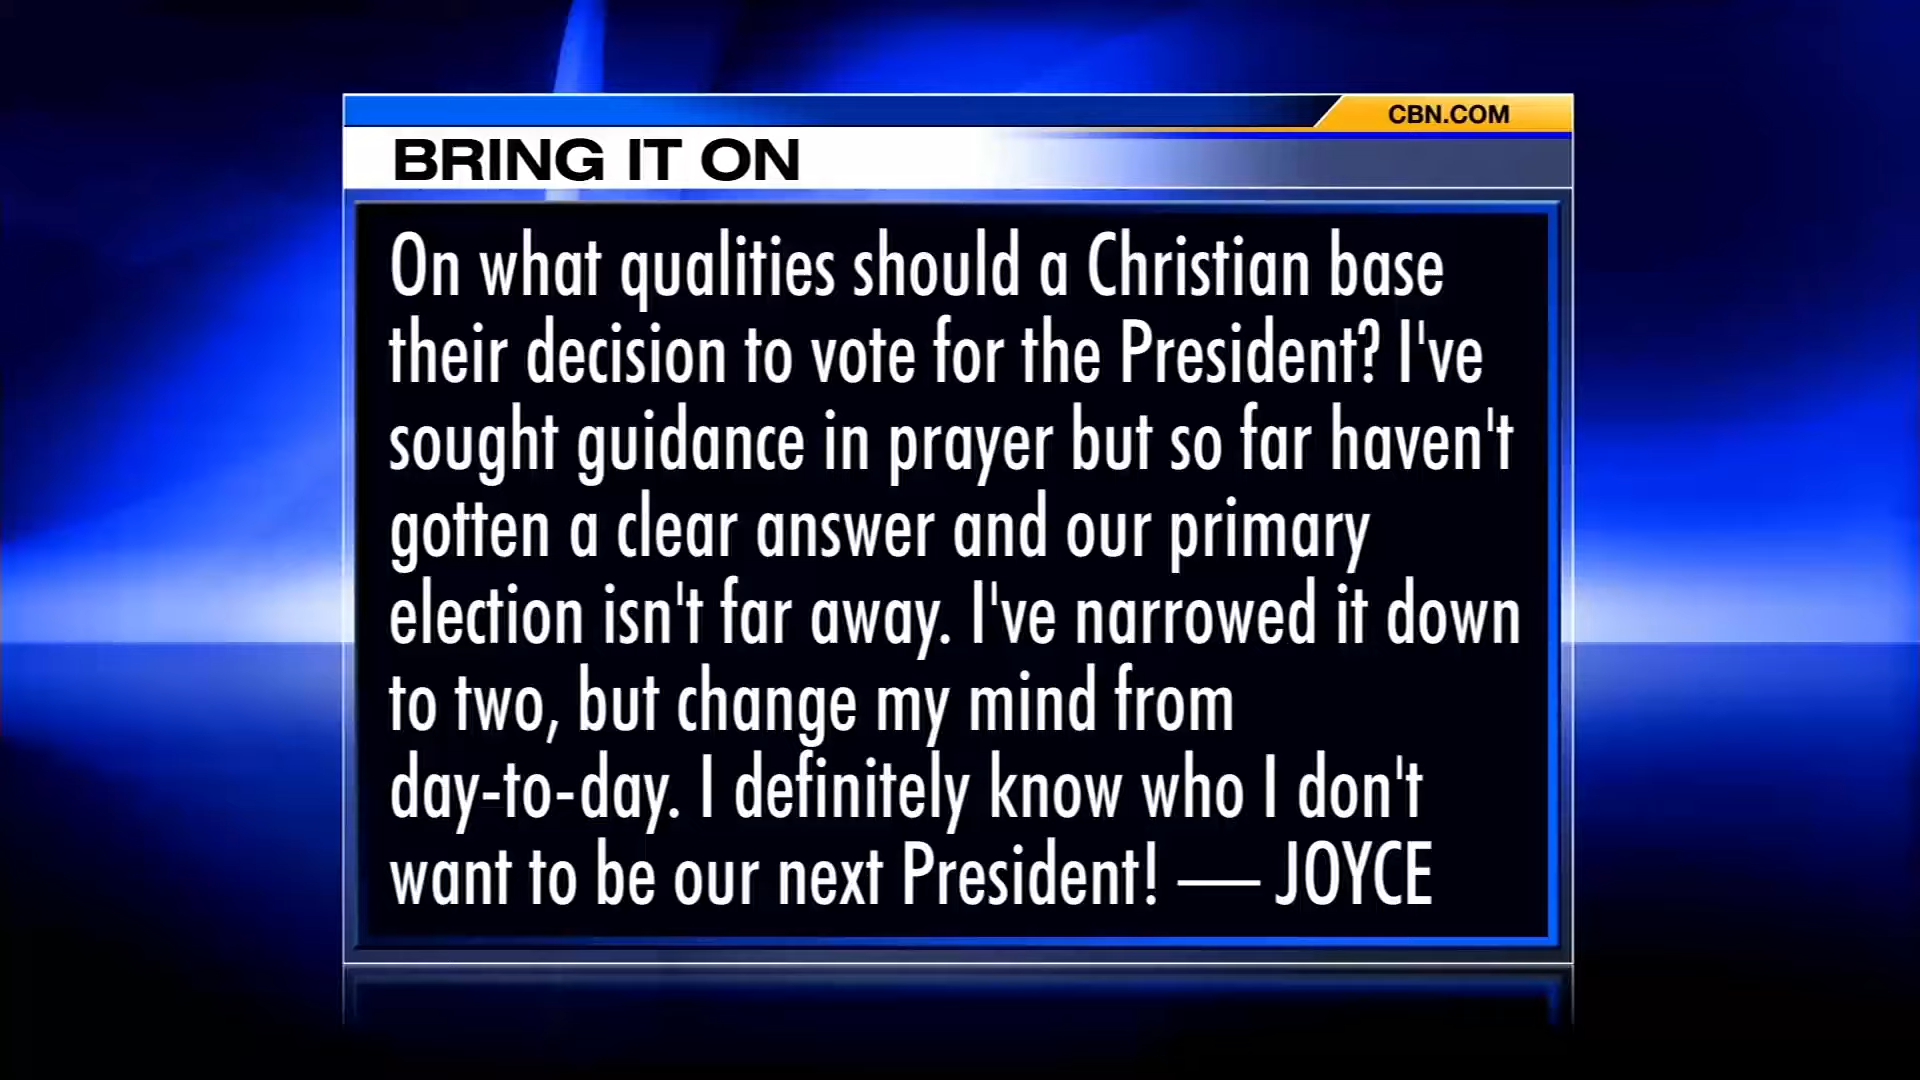 CBN.COM
BRING IT ON
On what qualities should a Christian base
their decision to vote for the President? I've
sought guidance in prayer but so far haven't
gotten a clear answer and our primary
election isn't far away. I've narrowed it down
to two, but change my mind from
day-to-day. I definitely know who I don't
want to be our next President! — JOYCE